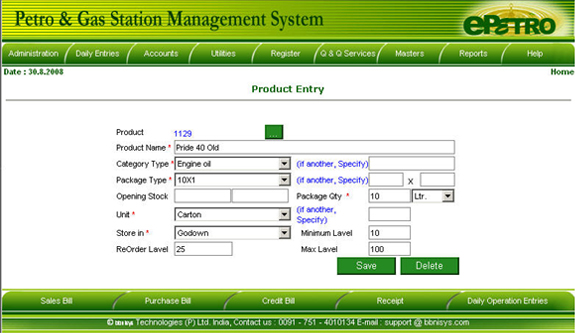 Petro & Gas Station Management System
ePETRO
Administration Daily Entries Accounts Utilities Register Q & Q Services Masters Reports Help
Date : 30.8.2008 Home
Product Entry
Product 1129 ...
Product Name * Pride 40 Old
Category Type * Engine oil (if another, Specify)
Package Type * 10X1 (if another, Specify) X
Opening Stock Package Qty * 10 Ltr.
Unit * Carton (if another, Specify)
Store in * Godown Minimum Lavel 10
ReOrder Lavel 25 Max Lavel 100
Save Delete
Sales Bill Purchase Bill Credit Bill Receipt Daily Operation Entries
© bbnisys Technologies (P) Ltd. India, Contact us : 0091 - 751 - 4010134 E-mail : support @ bbnisys.com